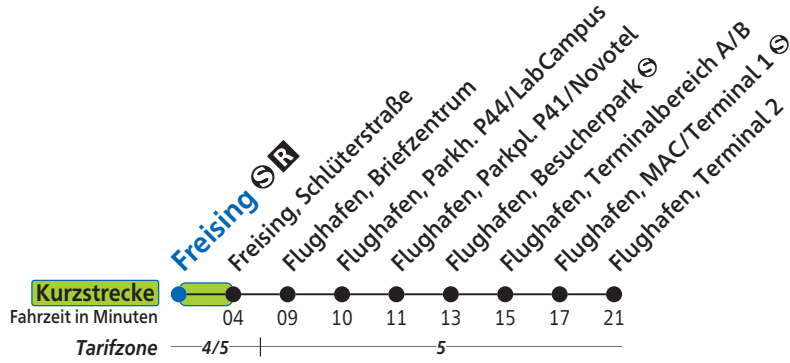 Freising S R
Freising, Schlüterstraße
Flughafen, Briefzentrum
Flughafen, Parkh. P44/LabCampus
Flughafen, Parkpl. P41/Novotel
Flughafen, Besucherpark S
Flughafen, Terminalbereich A/B
Flughafen, MAC/Terminal 1 S
Flughafen, Terminal 2
Kurzstrecke
Fahrzeit in Minuten 04 09 10 11 13 15 17 21
Tarifzone 4/5 5